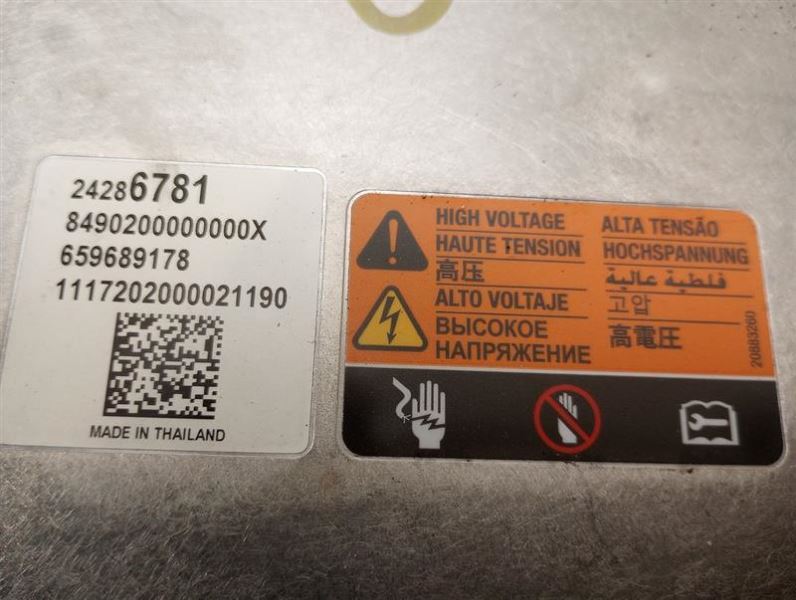 24286781
8490200000000X
659689178
1117202000021190
MADE IN THAILAND
HIGH VOLTAGE
HAUTE TENSION
高压
ALTO VOLTAJE
ВЫСОКОЕ
НАПРЯЖЕНИЕ
ALTA TENSÃO
HOCHSPANNUNG
فلطية عالية
고압
高電圧
20883260